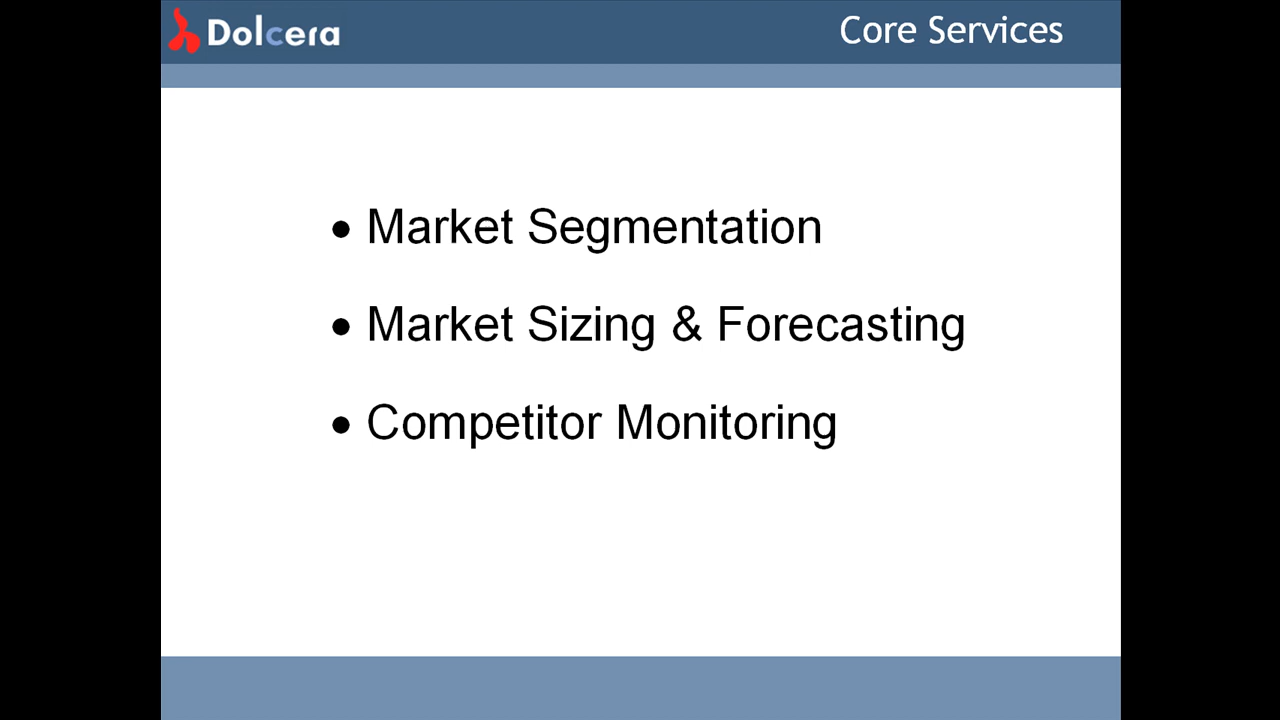 Dolcera
Core Services
• Market Segmentation
• Market Sizing & Forecasting
• Competitor Monitoring